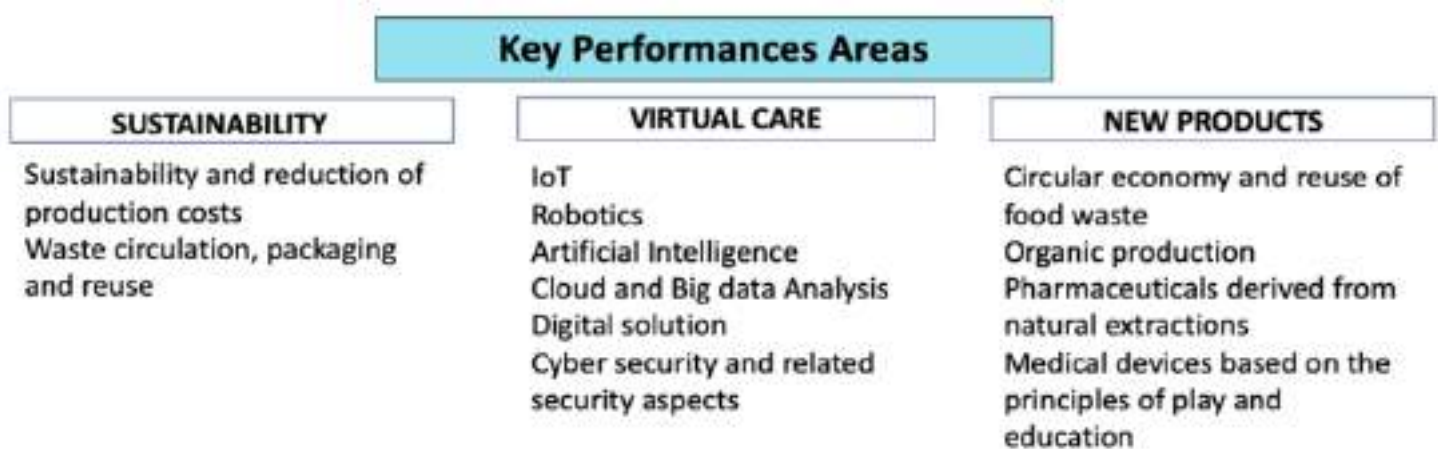 Key Performances Areas
SUSTAINABILITY
Sustainability and reduction of
production costs
Waste circulation, packaging
and reuse
VIRTUAL CARE
IoT
Robotics
Artificial Intelligence
Cloud and Big data Analysis
Digital solution
Cyber security and related
security aspects
NEW PRODUCTS
Circular economy and reuse of
food waste
Organic production
Pharmaceuticals derived from
natural extractions
Medical devices based on the
principles of play and
education